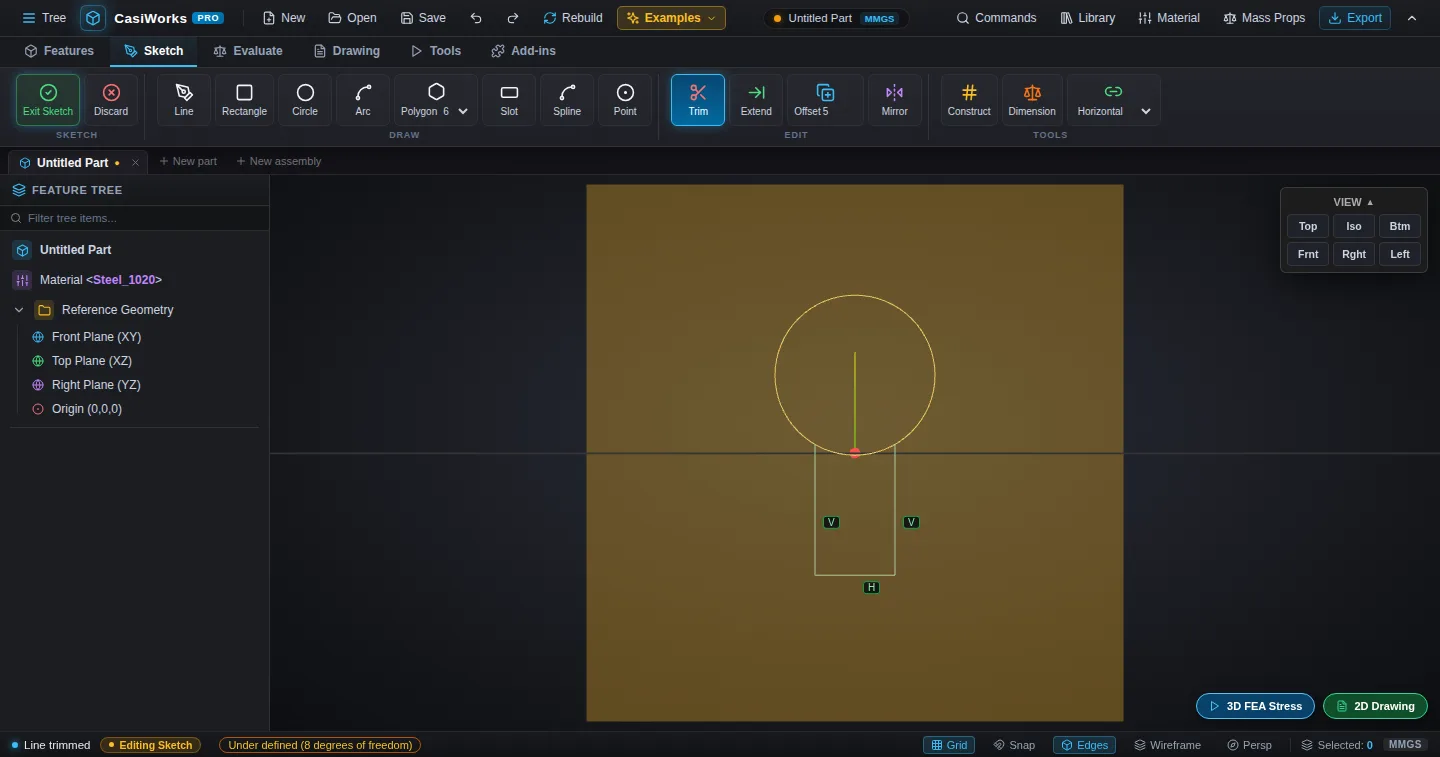 Tree CasiWorks PRO New Open Save Rebuild Examples Untitled Part MMGS Commands Library Material Mass Props Export
Features Sketch Evaluate Drawing Tools Add-ins
Exit Sketch Discard Line Rectangle Circle Arc Polygon 6 Slot Spline Point Trim Extend Offset 5 Mirror Construct Dimension Horizontal
SKETCH DRAW EDIT TOOLS
Untitled Part New part New assembly
FEATURE TREE
Filter tree items...
Untitled Part
Material <Steel_1020>
Reference Geometry
Front Plane (XY)
Top Plane (XZ)
Right Plane (YZ)
Origin (0,0,0)
VIEW ▲
Top Iso Btm
Frnt Rght Left
V V
H
3D FEA Stress 2D Drawing
Line trimmed Editing Sketch Under defined (8 degrees of freedom) Grid Snap Edges Wireframe Persp Selected: 0 MMGS